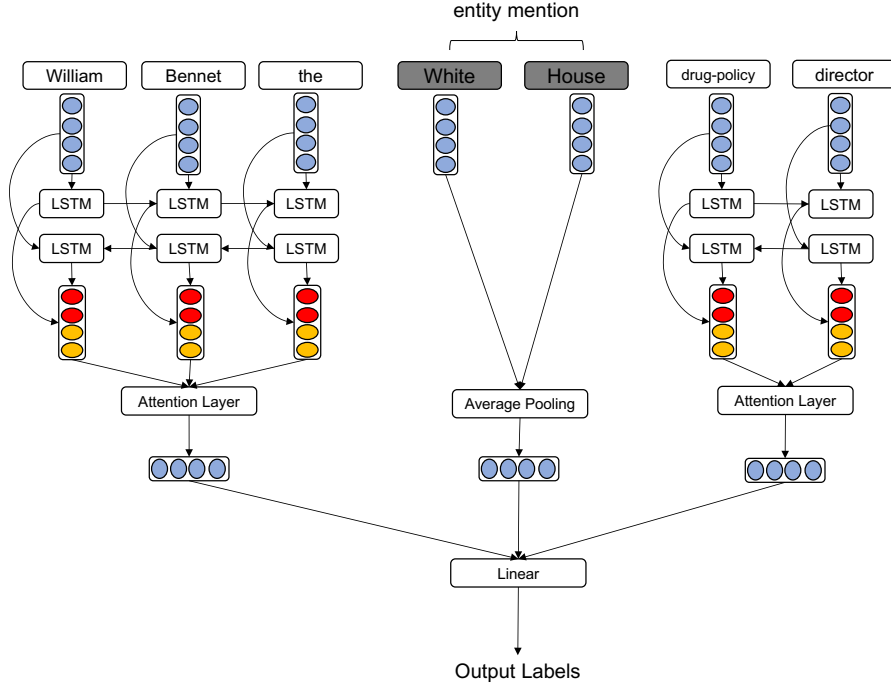 entity mention
William Bennet the White House drug-policy director
LSTM LSTM LSTM LSTM LSTM
LSTM LSTM LSTM LSTM LSTM
Attention Layer Average Pooling Attention Layer
Linear
Output Labels